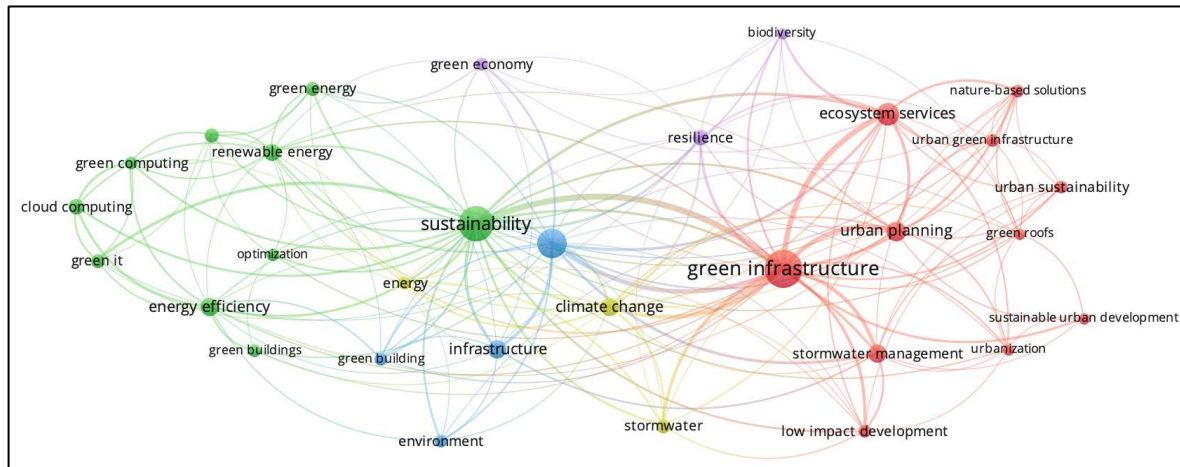 biodiversity
green economy
green energy
nature-based solutions
ecosystem services
resilience
urban green infrastructure
renewable energy
green computing
urban sustainability
cloud computing
sustainability
urban planning
green roofs
optimization
green it
green infrastructure
energy
energy efficiency
climate change
sustainable urban development
infrastructure
urbanization
green buildings
stormwater management
green building
stormwater
low impact development
environment